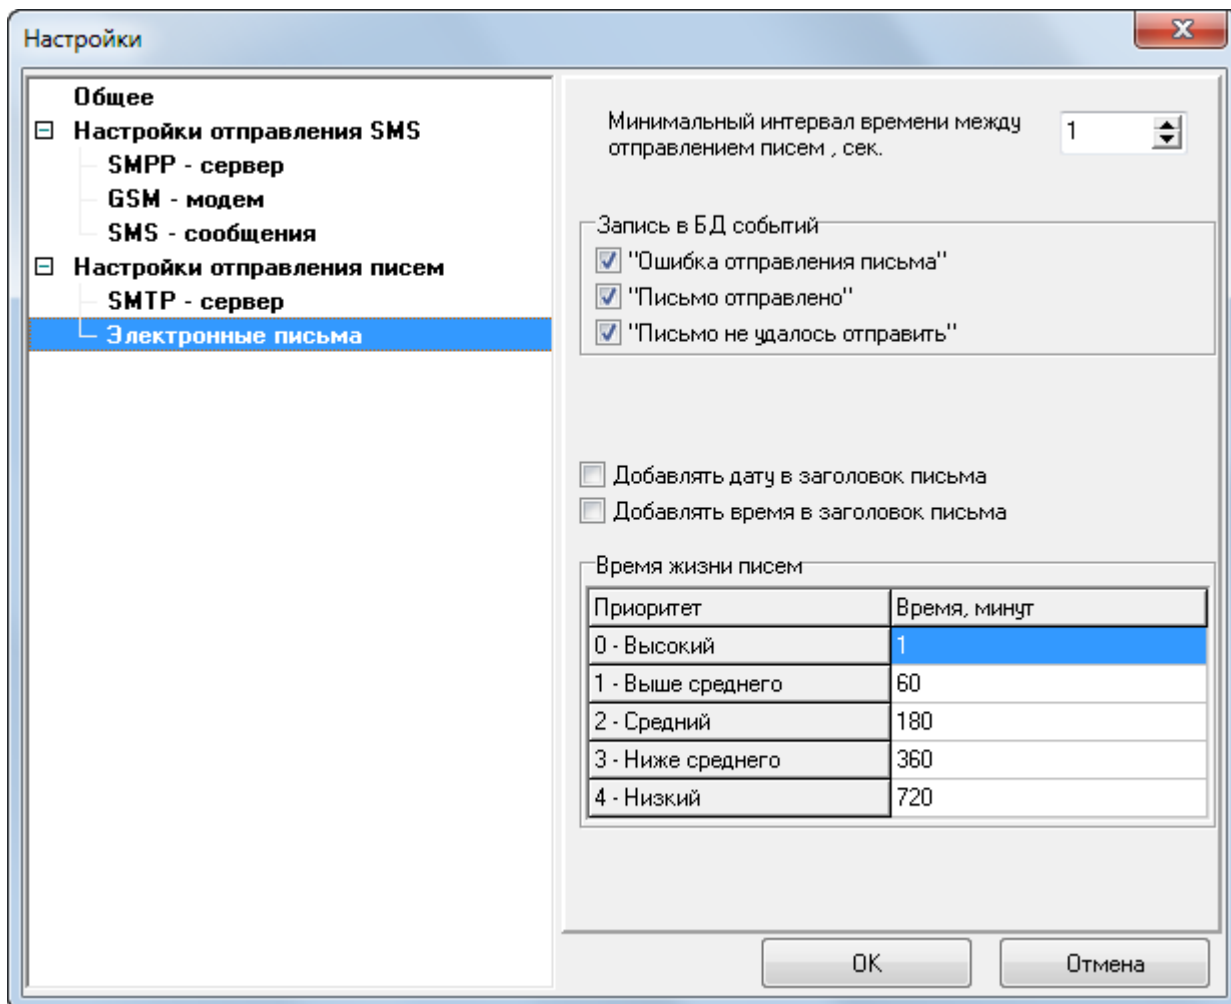 Настройки
Общее
Настройки отправления SMS
SMPP - сервер
GSM - модем
SMS - сообщения
Настройки отправления писем
SMTP - сервер
Электронные письма
Минимальный интервал времени между
отправлением писем , сек.
1
Запись в БД событий
"Ошибка отправления письма"
"Письмо отправлено"
"Письмо не удалось отправить"
Добавлять дату в заголовок письма
Добавлять время в заголовок письма
Время жизни писем
Приоритет Время, минут
0 - Высокий 1
1 - Выше среднего 60
2 - Средний 180
3 - Ниже среднего 360
4 - Низкий 720
OK Отмена